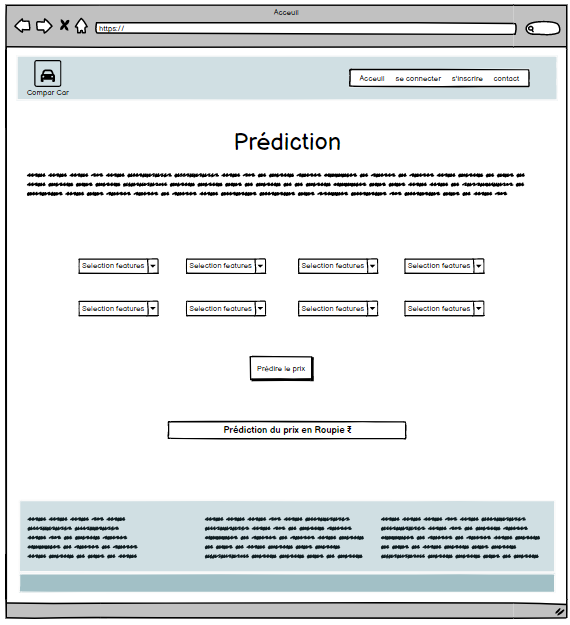 Acceuil
https://
Acceuil se connecter s'inscrire contact
Compar Car
Prédiction
Selection features Selection features Selection features Selection features
Selection features Selection features Selection features Selection features
Prédire le prix
Prédiction du prix en Roupie ₹